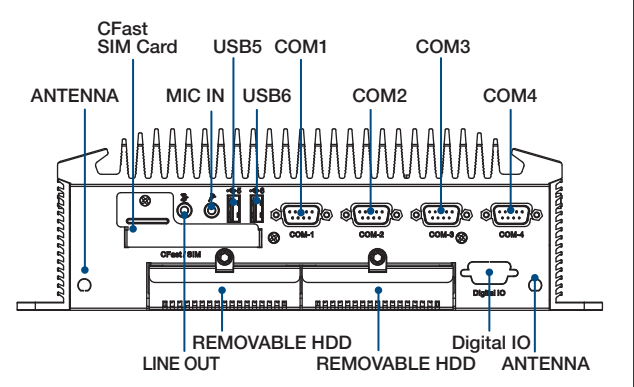 CFast
SIM Card
USB5
COM1
COM3
ANTENNA
MIC IN
USB6
COM2
COM4
COM-1
COM-2
COM-3
COM-4
CFast / SIM
Digital IO
REMOVABLE HDD
Digital IO
LINE OUT
REMOVABLE HDD
ANTENNA